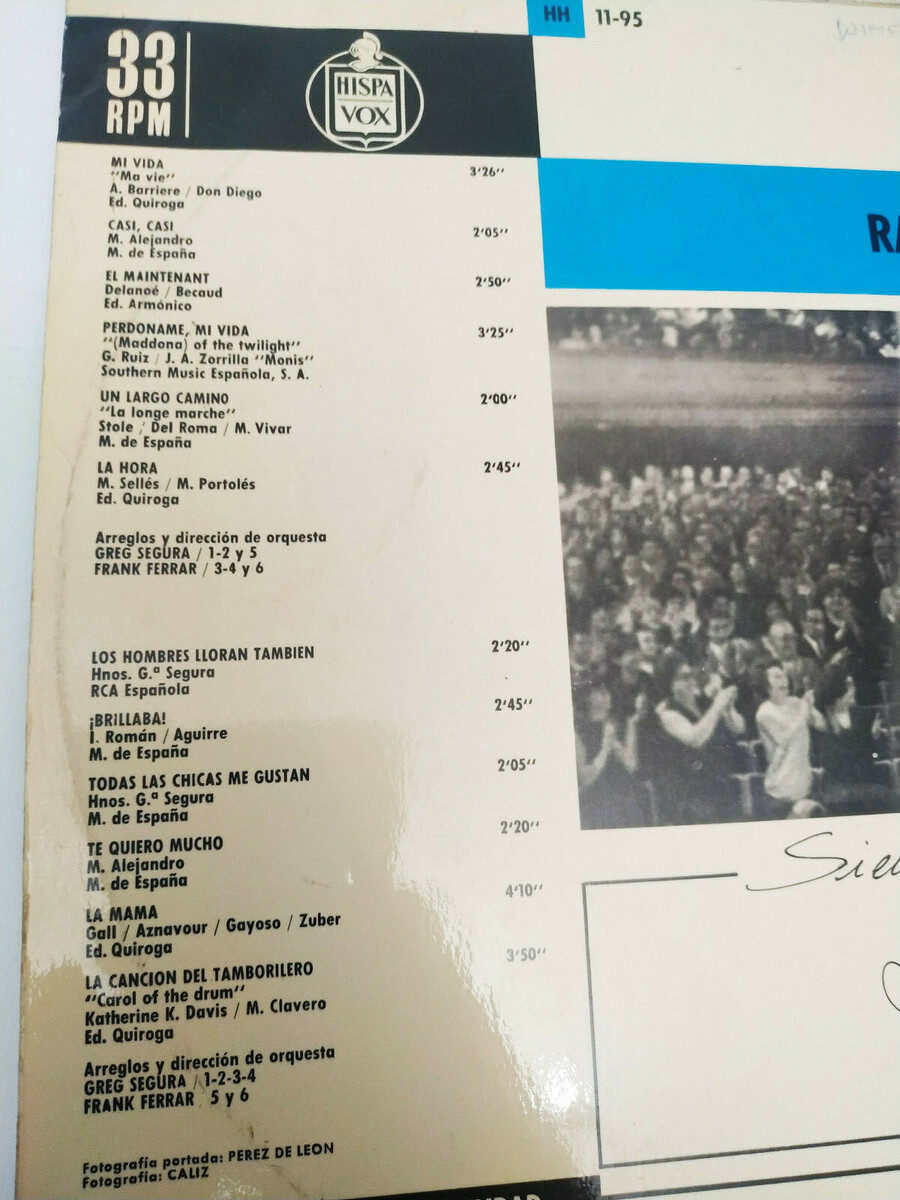 33
RPM
HISPA
VOX
HH 11-95
MI VIDA 3'26''
"Ma vie"
A. Barriere / Don Diego
Ed. Quiroga
CASI, CASI 2'05''
M. Alejandro
M. de España
EL MAINTENANT 2'50''
Delanoé / Becaud
Ed. Armónico
PERDONAME, MI VIDA 3'25''
"(Maddona) of the twilight"
G. Ruiz / J. A. Zorrilla "Monis"
Southern Music Española, S. A.
UN LARGO CAMINO 2'00''
"La longe marche"
Stole / Del Roma / M. Vivar
M. de España
LA HORA 2'45''
M. Sellés / M. Portolés
Ed. Quiroga
Arreglos y dirección de orquesta
GREG SEGURA / 1-2 y 5
FRANK FERRAR / 3-4 y 6
LOS HOMBRES LLORAN TAMBIEN 2'20''
Hnos. G.ª Segura
RCA Española
¡BRILLABA! 2'45''
I. Román / Aguirre
M. de España
TODAS LAS CHICAS ME GUSTAN 2'05''
Hnos. G.ª Segura
M. de España
TE QUIERO MUCHO 2'20''
M. Alejandro
M. de España
LA MAMA 4'10''
Gall / Aznavour / Gayoso / Zuber
Ed. Quiroga
LA CANCION DEL TAMBORILERO 3'50''
"Carol of the drum"
Katherine K. Davis / M. Clavero
Ed. Quiroga
Arreglos y dirección de orquesta
GREG SEGURA / 1-2-3-4
FRANK FERRAR 5 y 6
Fotografía portada: PEREZ DE LEON
Fotografía: CALIZ